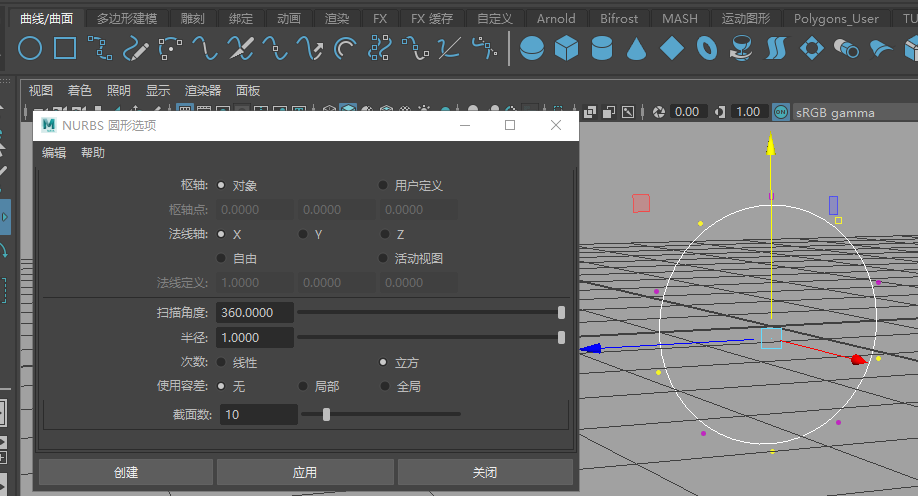 曲线/曲面 多边形建模 雕刻 绑定 动画 渲染 FX FX 缓存 自定义 Arnold Bifrost MASH 运动图形 Polygons_User TU
视图 着色 照明 显示 渲染器 面板
0.00 1.00 ON sRGB gamma
M NURBS 圆形选项
编辑 帮助
枢轴: 对象 用户定义
枢轴点: 0.0000 0.0000 0.0000
法线轴: X Y Z
自由 活动视图
法线定义: 1.0000 0.0000 0.0000
扫描角度: 360.0000
半径: 1.0000
次数: 线性 立方
使用容差: 无 局部 全局
截面数: 10
创建 应用 关闭